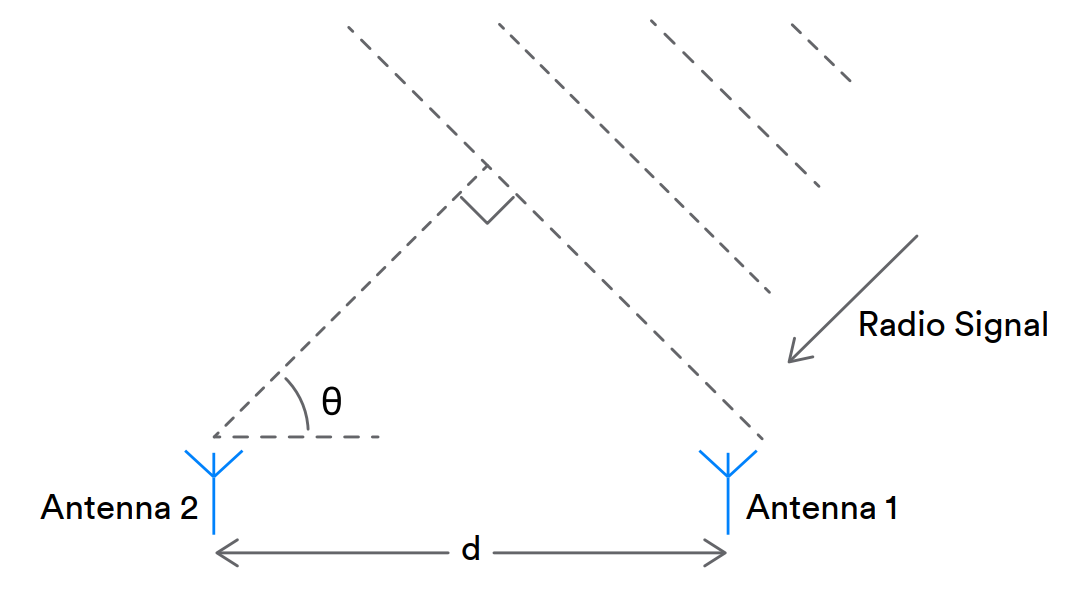 θ
Radio Signal
Antenna 2
Antenna 1
d